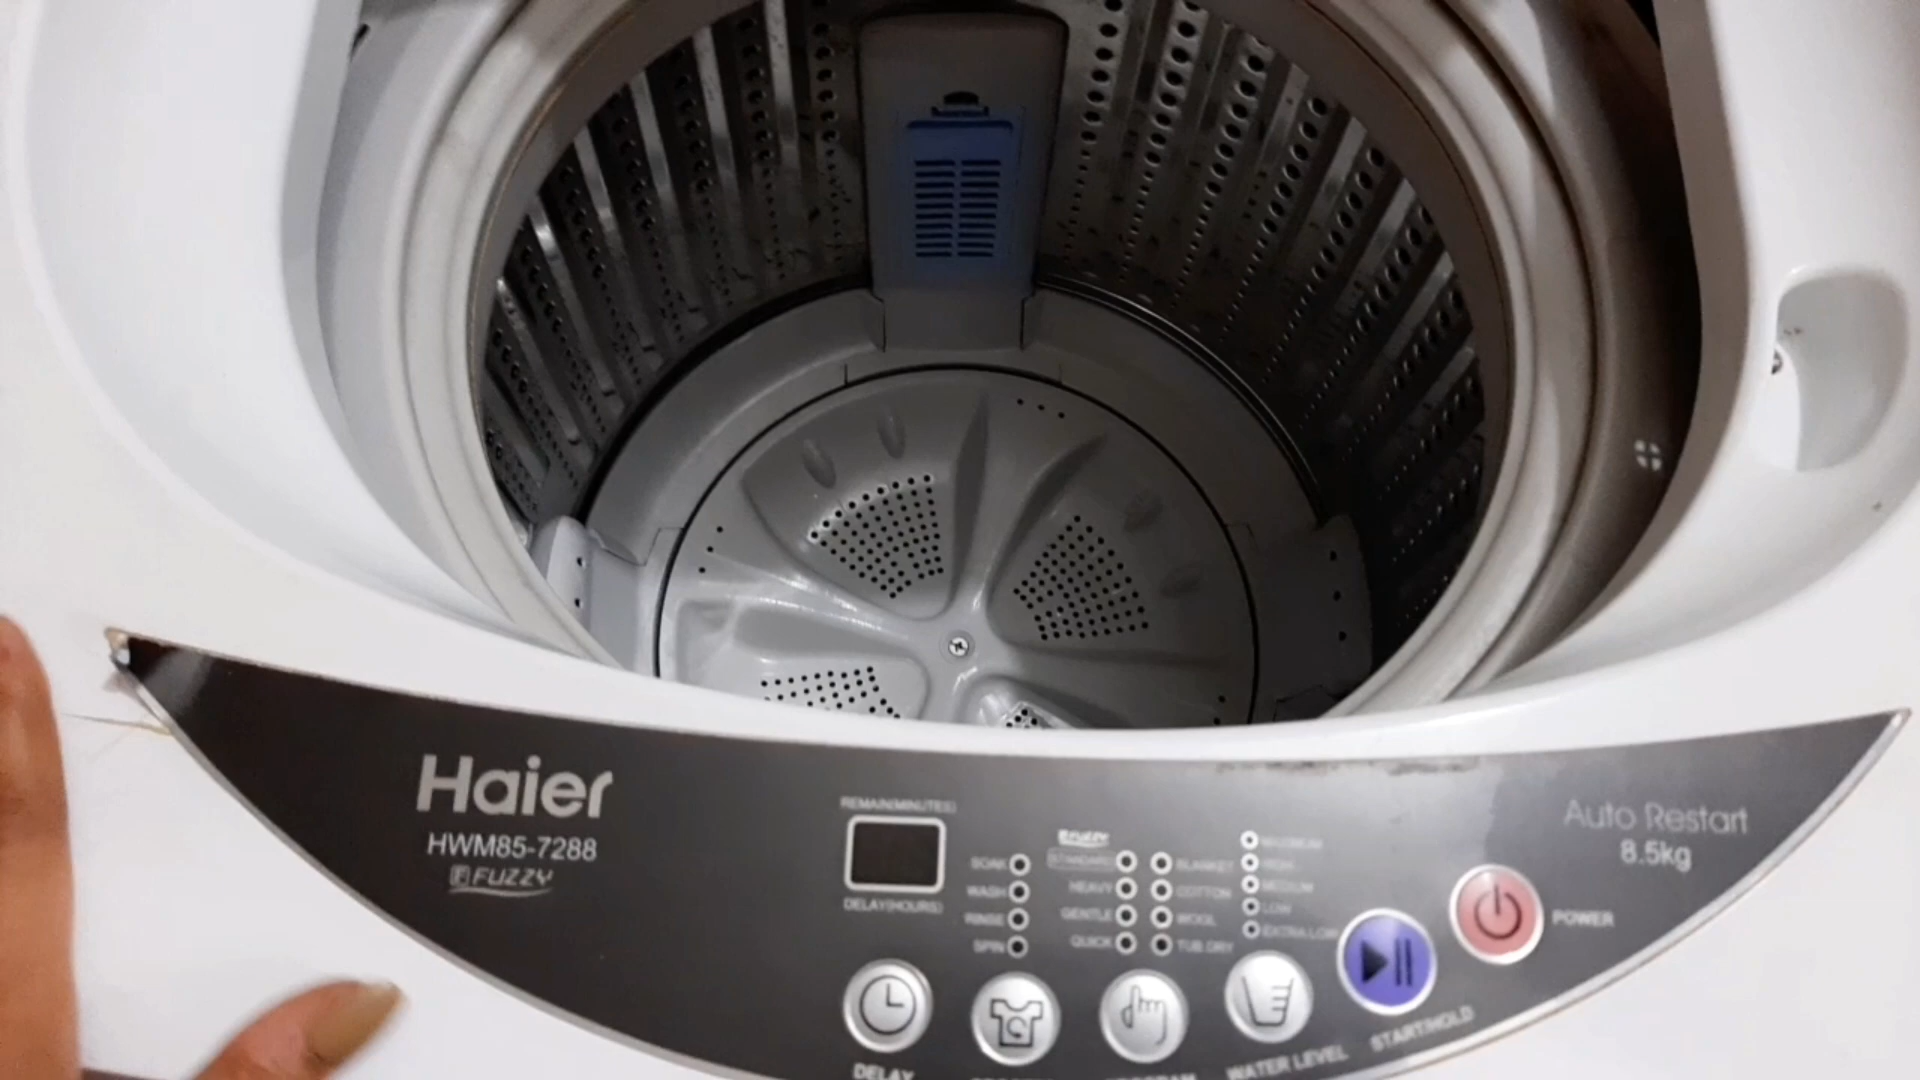 Haier
HWM85-7288
FUZZY
REMAIN(MINUTES)
DELAY(HOURS)
SOAK
WASH
RINSE
SPIN
Fuzzy
STANDARD
HEAVY
GENTLE
QUICK
BLANKET
COTTON
WOOL
TUB DRY
MAXIMUM
HIGH
MEDIUM
LOW
EXTRA LOW
Auto Restart
8.5kg
POWER
START/HOLD
WATER LEVEL
DELAY